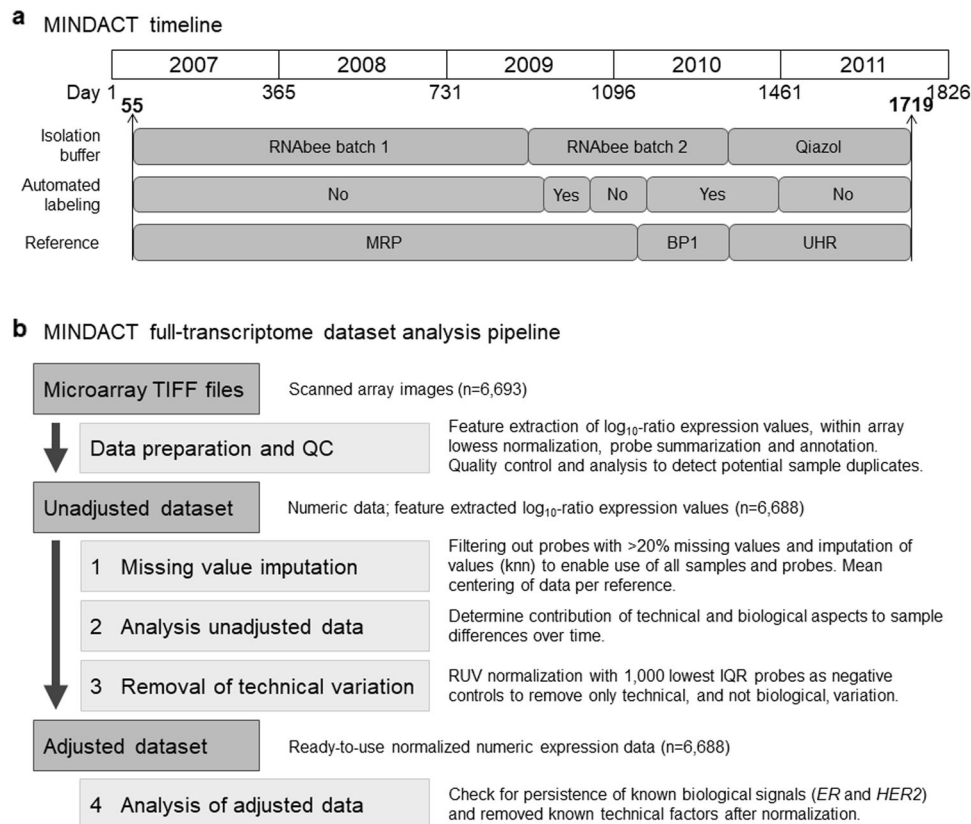 a MINDACT timeline
2007 2008 2009 2010 2011
Day 1 365 731 1096 1461 1826
55 1719
Isolation
buffer
RNAbee batch 1 RNAbee batch 2 Qiazol
Automated
labeling
No Yes No Yes No
Reference MRP BP1 UHR
b MINDACT full-transcriptome dataset analysis pipeline
Microarray TIFF files
Scanned array images (n=6,693)
Data preparation and QC
Feature extraction of log₁₀-ratio expression values, within array
lowess normalization, probe summarization and annotation.
Quality control and analysis to detect potential sample duplicates.
Unadjusted dataset
Numeric data; feature extracted log₁₀-ratio expression values (n=6,688)
1 Missing value imputation
Filtering out probes with >20% missing values and imputation of
values (knn) to enable use of all samples and probes. Mean
centering of data per reference.
2 Analysis unadjusted data
Determine contribution of technical and biological aspects to sample
differences over time.
3 Removal of technical variation
RUV normalization with 1,000 lowest IQR probes as negative
controls to remove only technical, and not biological, variation.
Adjusted dataset
Ready-to-use normalized numeric expression data (n=6,688)
4 Analysis of adjusted data
Check for persistence of known biological signals (ER and HER2)
and removed known technical factors after normalization.